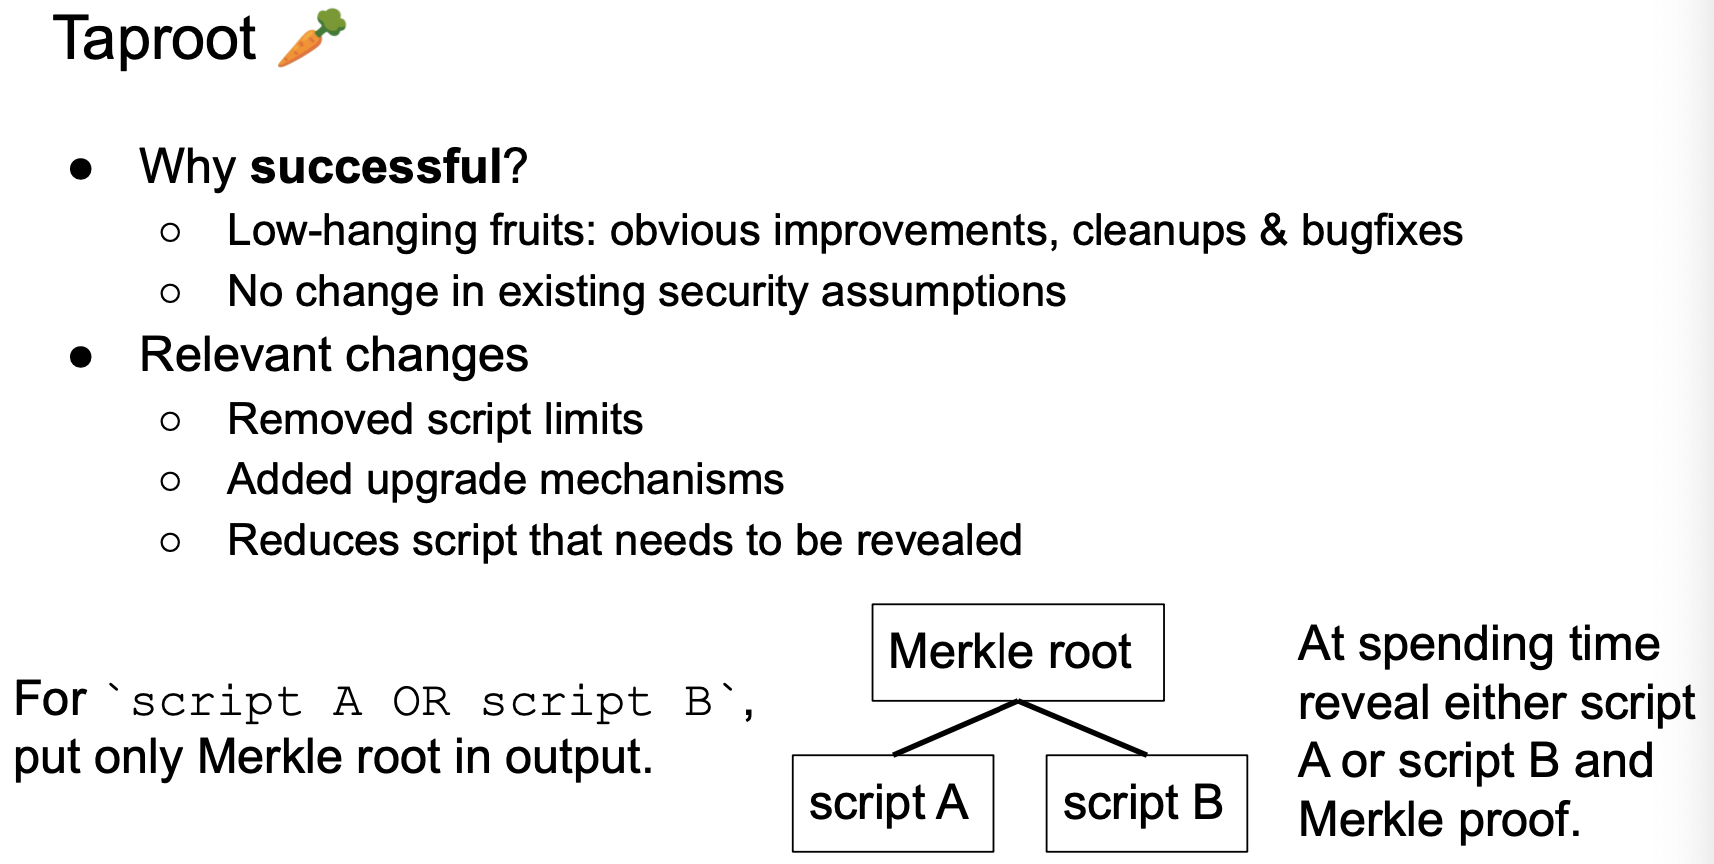 Taproot
● Why successful?
○ Low-hanging fruits: obvious improvements, cleanups & bugfixes
○ No change in existing security assumptions
● Relevant changes
○ Removed script limits
○ Added upgrade mechanisms
○ Reduces script that needs to be revealed
For `script A OR script B`,
put only Merkle root in output.
Merkle root
script A
script B
At spending time
reveal either script
A or script B and
Merkle proof.